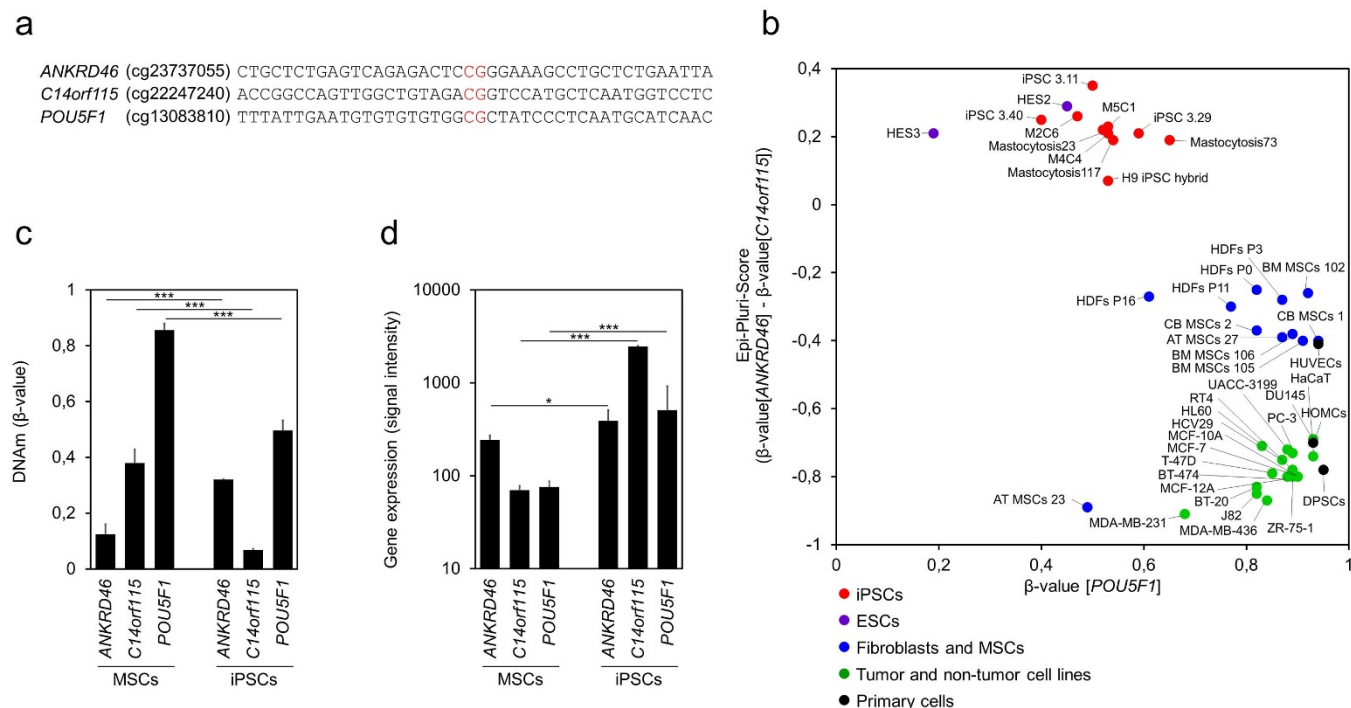 a
ANKRD46 (cg23737055) CTGCTCTGAGTCAGAGACTCCGGGAAAGCCTGCTCTGAATTA
C14orf115 (cg22247240) ACCGGCCAGTTGGCTGTAGACGGTCCATGCTCAATGGTCCTC
POU5F1 (cg13083810) TTTATTGAATGTGTGTGTGGCGCTATCCCTCAATGCATCAAC
b
Epi-Pluri-Score
(β-value[ANKRD46] - β-value[C14orf115])
0,4
0,2
0
-0,2
-0,4
-0,6
-0,8
-1
iPSC 3.11
HES2
M5C1
iPSC 3.40
iPSC 3.29
HES3
M2C6
Mastocytosis23
Mastocytosis73
M4C4
Mastocytosis117
H9 iPSC hybrid
HDFs P3
HDFs P0
BM MSCs 102
HDFs P11
HDFs P16
CB MSCs 1
CB MSCs 2
AT MSCs 27
BM MSCs 106
BM MSCs 105
HUVECs
HaCaT
UACC-3199
DU145
RT4
HOMCs
PC-3
HL60
HCV29
MCF-10A
MCF-7
T-47D
BT-474
MCF-12A
DPSCs
BT-20
AT MSCs 23
J82
MDA-MB-231
MDA-MB-436
ZR-75-1
0 0,2 0,4 0,6 0,8 1
β-value [POU5F1]
iPSCs
ESCs
Fibroblasts and MSCs
Tumor and non-tumor cell lines
Primary cells
c
DNAm (β-value)
1
0,8
0,6
0,4
0,2
0
***
***
***
ANKRD46
C14orf115
POU5F1
ANKRD46
C14orf115
POU5F1
MSCs iPSCs
d
Gene expression (signal intensity)
10000
1000
100
10
***
***
*
ANKRD46
C14orf115
POU5F1
ANKRD46
C14orf115
POU5F1
MSCs iPSCs